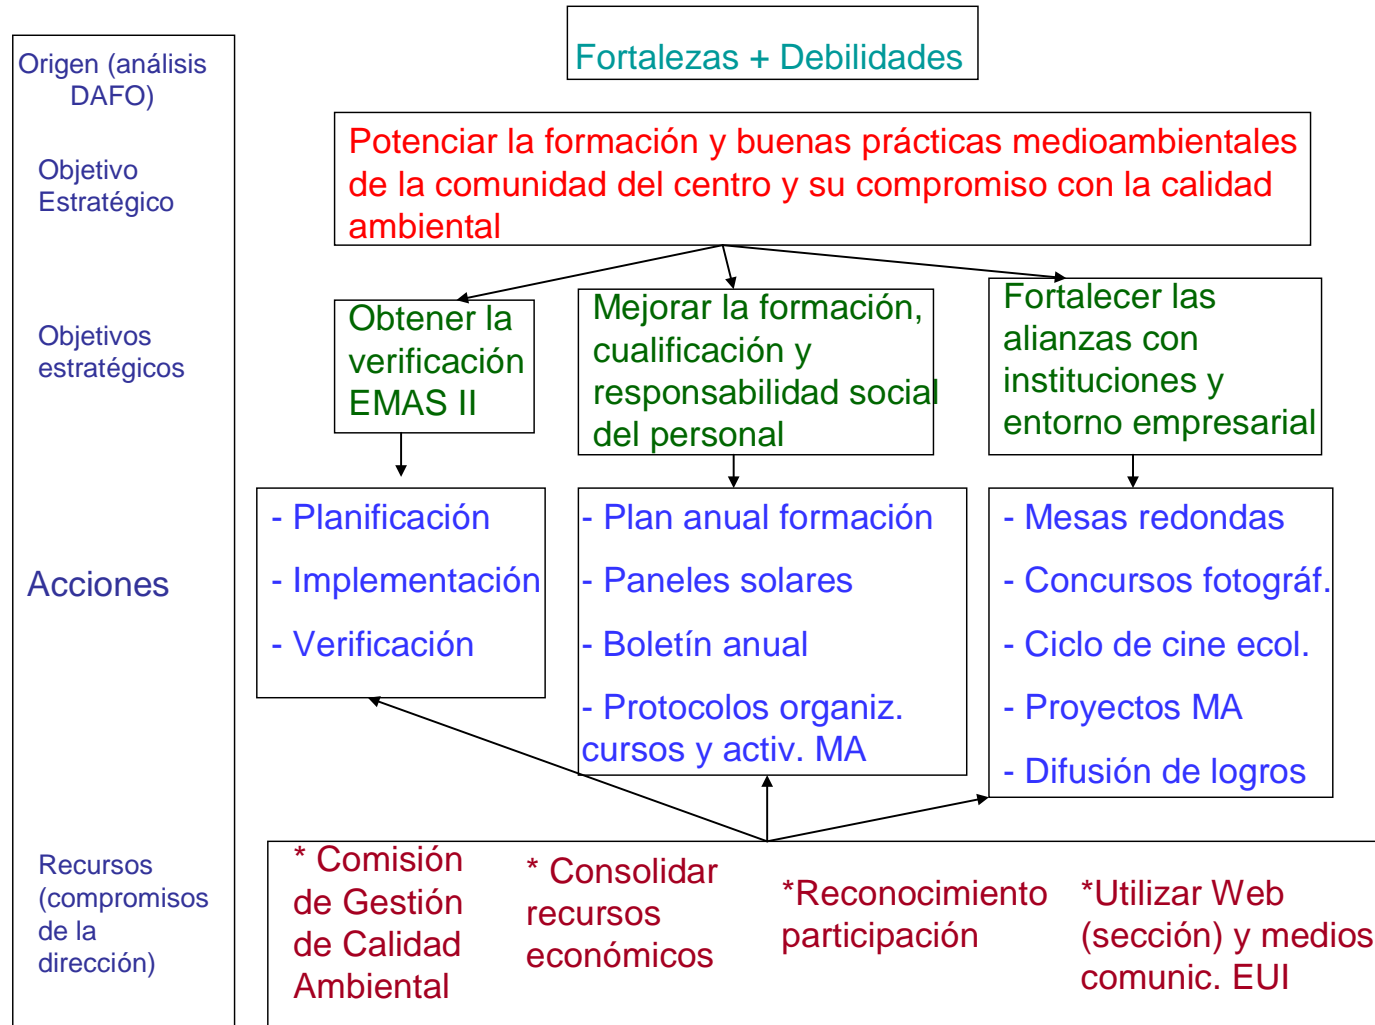 Fortalezas + Debilidades
Origen (análisis
DAFO)
Potenciar la formación y buenas prácticas medioambientales
de la comunidad del centro y su compromiso con la calidad
ambiental
Objetivo
Estratégico
Objetivos
estratégicos
Obtener la
verificación
EMAS II
Mejorar la formación,
cualificación y
responsabilidad social
del personal
Fortalecer las
alianzas con
instituciones y
entorno empresarial
Acciones
- Planificación
- Implementación
- Verificación
- Plan anual formación
- Paneles solares
- Boletín anual
- Protocolos organiz.
cursos y activ. MA
- Mesas redondas
- Concursos fotográf.
- Ciclo de cine ecol.
- Proyectos MA
- Difusión de logros
Recursos
(compromisos
de la
dirección)
* Comisión
de Gestión
de Calidad
Ambiental
* Consolidar
recursos
económicos
*Reconocimiento
participación
*Utilizar Web
(sección) y medios
comunic. EUI